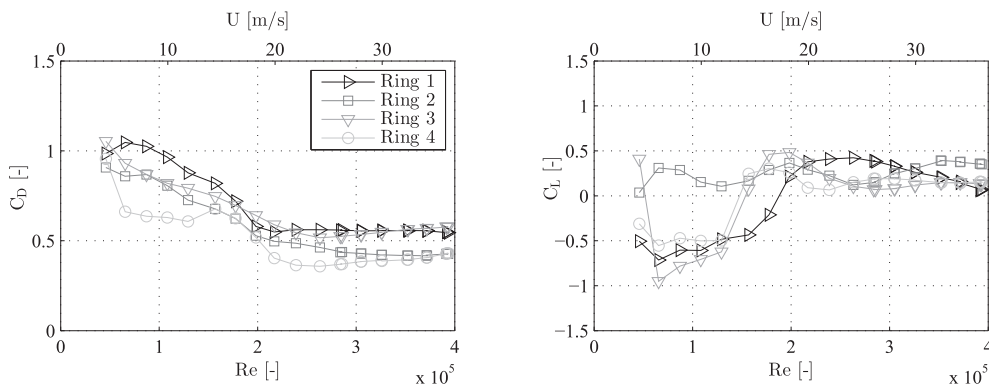 U [m/s]
0 10 20 30
1.5
1
0.5
0
C_D [-]
Ring 1
Ring 2
Ring 3
Ring 4
0 1 2 3 4
Re [-]
x 10^5
U [m/s]
0 10 20 30
1.5
1
0.5
0
−0.5
−1
−1.5
C_L [-]
0 1 2 3 4
Re [-]
x 10^5